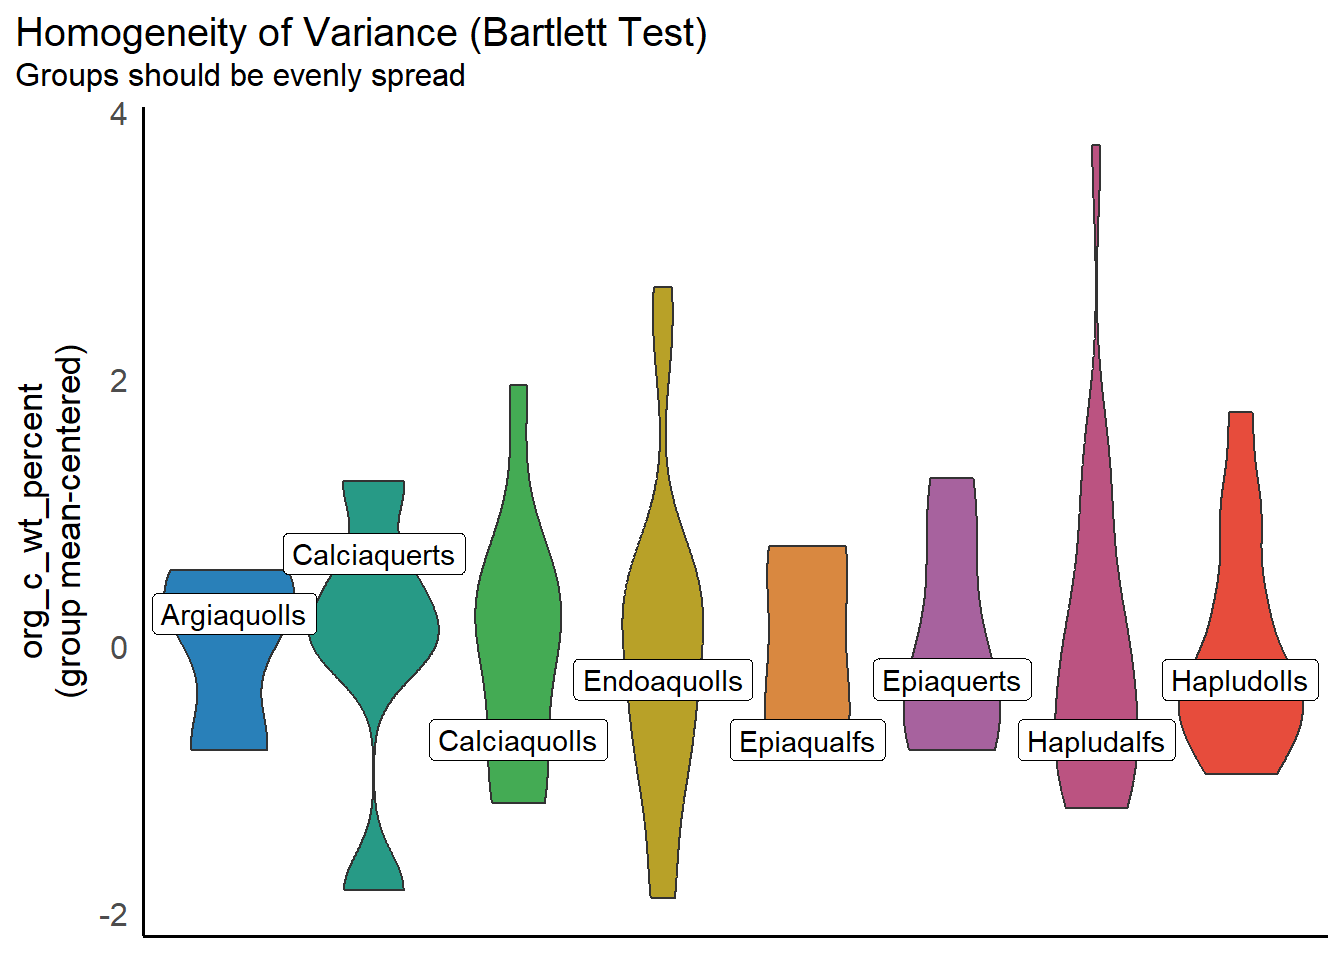 Homogeneity of Variance (Bartlett Test)
Groups should be evenly spread
4
2
0
-2
org_c_wt_percent
(group mean-centered)
Argiaquolls
Calciaquerts
Calciaquolls
Endoaquolls
Epiaqualfs
Epiaquerts
Hapludalfs
Hapludolls